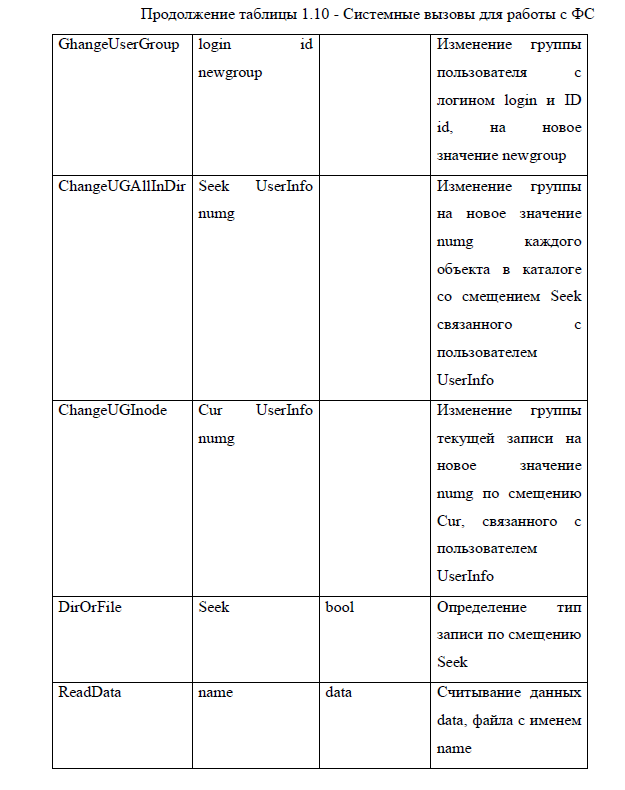 Продолжение таблицы 1.10 - Системные вызовы для работы с ФС
GhangeUserGroup
login id
newgroup
Изменение группы
пользователя с
логином login и ID
id, на новое
значение newgroup
ChangeUGAllInDir
Seek UserInfo
numg
Изменение группы
на новое значение
numg каждого
объекта в каталоге
со смещением Seek
связанного с
пользователем
UserInfo
ChangeUGInode
Cur UserInfo
numg
Изменение группы
текущей записи на
новое значение
numg по смещению
Cur, связанного с
пользователем
UserInfo
DirOrFile
Seek
bool
Определение тип
записи по смещению
Seek
ReadData
name
data
Считывание данных
data, файла с именем
name